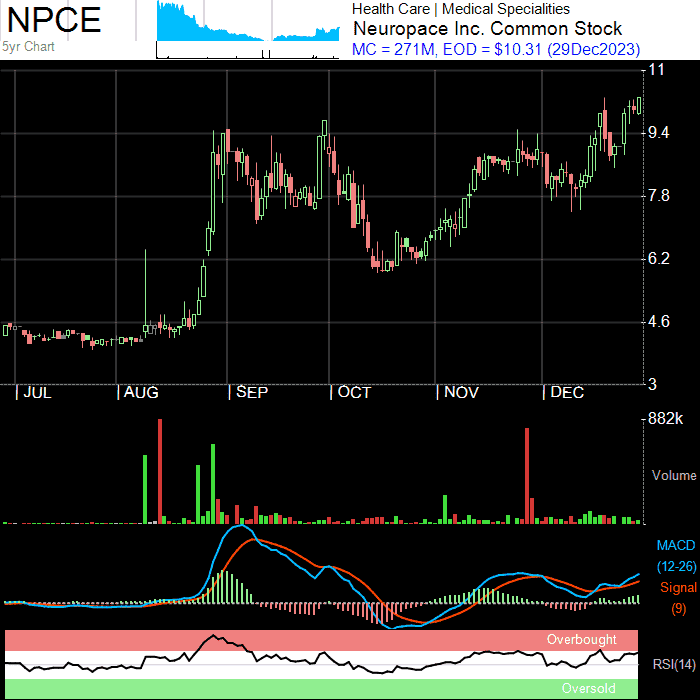 NPCE
5yr Chart
Health Care | Medical Specialities
Neuropace Inc. Common Stock
MC = 271M, EOD = $10.31 (29Dec2023)
11
9.4
7.8
6.2
4.6
3
| JUL | AUG | SEP | OCT | NOV | DEC
882k
Volume
MACD
(12-26)
Signal
(9)
Overbought
RSI(14)
Oversold